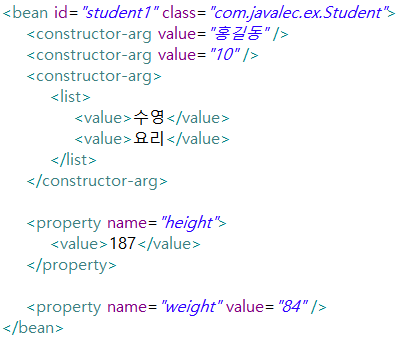 <bean id="student1" class="com.javalec.ex.Student">
<constructor-arg value="홍길동" />
<constructor-arg value="10" />
<constructor-arg>
<list>
<value>수영</value>
<value>요리</value>
</list>
</constructor-arg>
<property name="height">
<value>187</value>
</property>
<property name="weight" value="84" />
</bean>